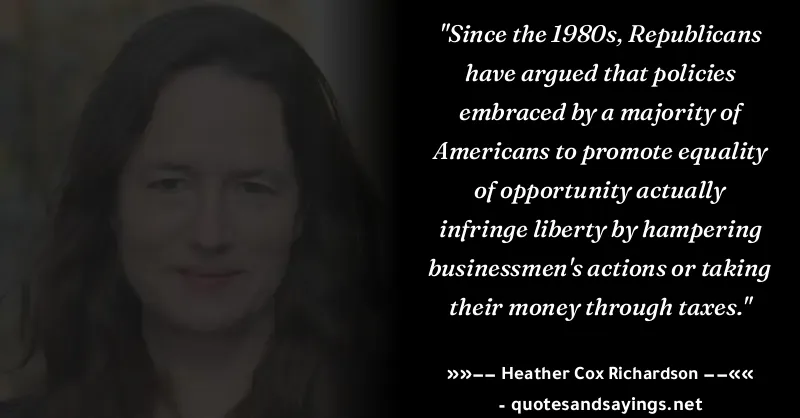 "Since the 1980s, Republicans
have argued that policies
embraced by a majority of
Americans to promote equality
of opportunity actually
infringe liberty by hampering
businessmen's actions or taking
their money through taxes."
»»–– Heather Cox Richardson ––««
- quotesandsayings.net